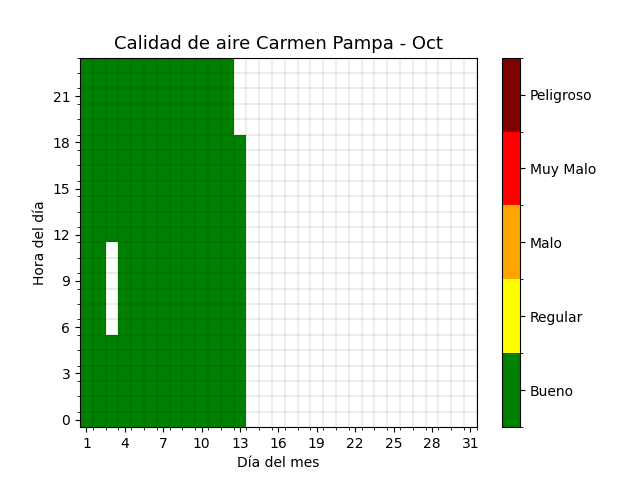 Calidad de aire Carmen Pampa - Oct
Hora del día
21
18
15
12
9
6
3
0
1 4 7 10 13 16 19 22 25 28 31
Día del mes
Peligroso
Muy Malo
Malo
Regular
Bueno